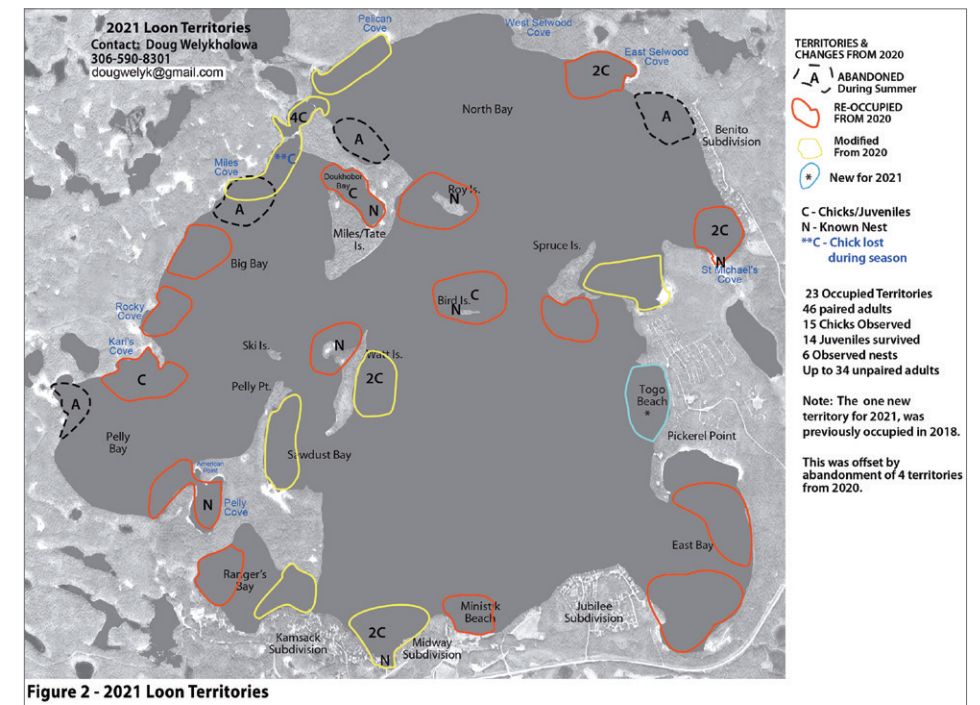 2021 Loon Territories
Contact: Doug Welykholowa
306-590-8301
dougwelyk@gmail.com
Pelican
Cove
West Selwood
Cove
East Selwood
Cove
2C
North Bay
4C
A
A
Benito
Subdivision
**C
Miles
Cove
A
Doukhobor
Bay
C
N
Miles/Tate
Is.
Roy Is.
N
2C
N
St Michael's
Cove
Spruce Is.
Big Bay
Bird Is.
C
N
Rocky
Cove
Karl's
Cove
C
Ski Is.
N
Watt Is.
2C
Pelly Pt.
A
Pelly
Bay
Togo
Beach
*
Pickerel Point
Sawdust Bay
American
Point
N
Pelly
Cove
East Bay
Ranger's
Bay
Kamsack
Subdivision
2C
N
Midway
Subdivision
Ministik
Beach
Jubilee
Subdivision
TERRITORIES &
CHANGES FROM 2020
A
ABANDONED
During Summer
RE-OCCUPIED
FROM 2020
Modified
From 2020
*
New for 2021
C - Chicks/Juveniles
N - Known Nest
**C - Chick lost
during season
23 Occupied Territories
46 paired adults
15 Chicks Observed
14 Juveniles survived
6 Observed nests
Up to 34 unpaired adults
Note: The one new
territory for 2021, was
previously occupied in 2018.
This was offset by
abandonment of 4 territories
from 2020.
Figure 2 - 2021 Loon Territories